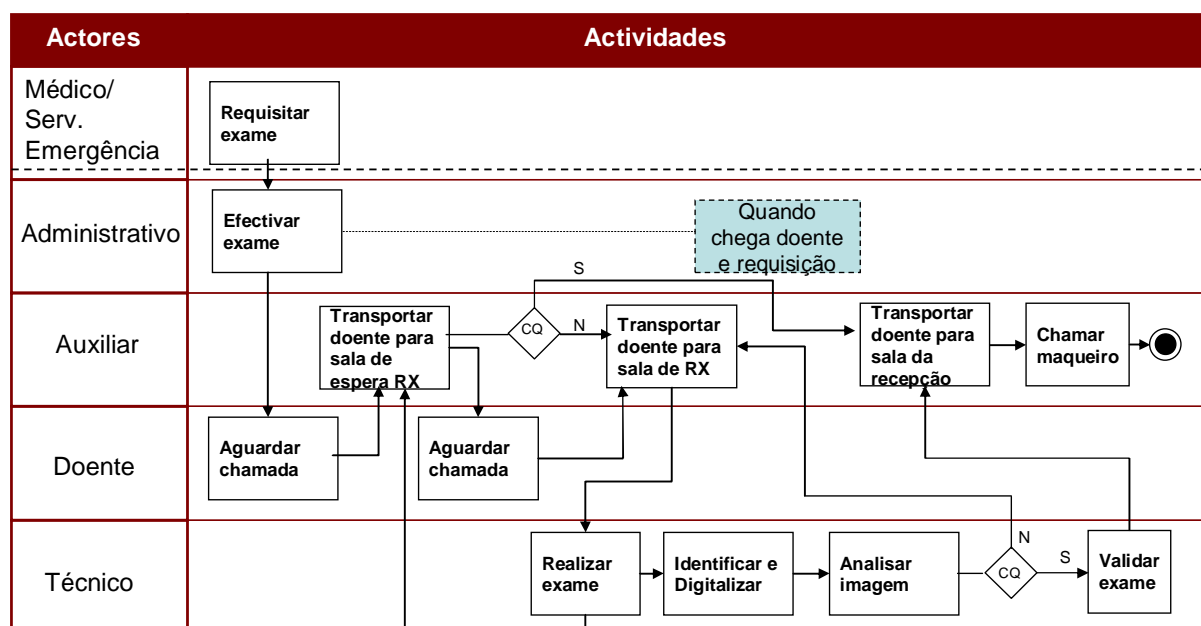 Actores
Actividades
Médico/
Serv.
Emergência
Requisitar
exame
Administrativo
Efectivar
exame
Quando
chega doente
e requisição
S
Auxiliar
Transportar
doente para
sala de
espera RX
CQ
N
Transportar
doente para
sala de RX
Transportar
doente para
sala da
recepção
Chamar
maqueiro
Doente
Aguardar
chamada
Aguardar
chamada
Técnico
Realizar
exame
Identificar e
Digitalizar
Analisar
imagem
CQ
N
S
Validar
exame